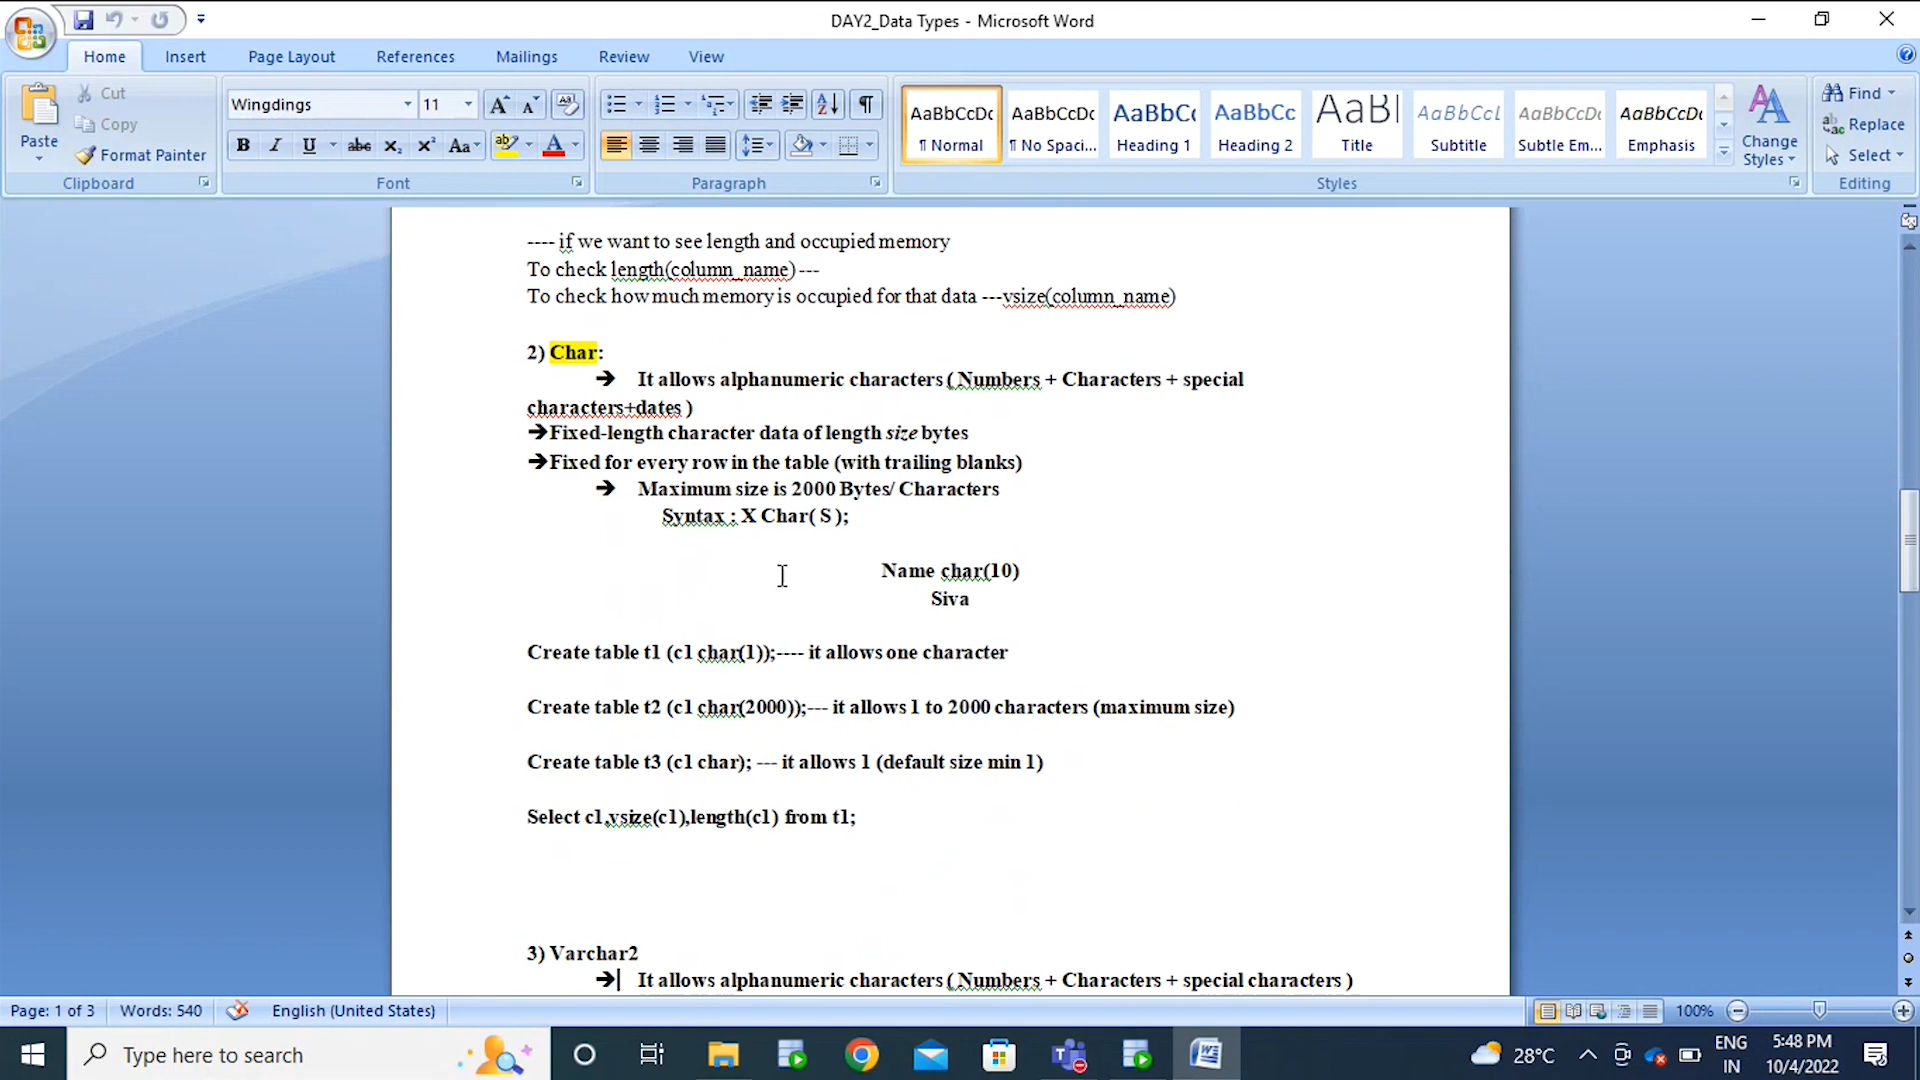 DAY2_Data Types - Microsoft Word
Home Insert Page Layout References Mailings Review View
Paste Cut Copy Format Painter Clipboard
Wingdings 11
Font
Paragraph
AaBbCcDc AaBbCcDc AaBbCc AaBbCc AaBl AaBbCcL AaBbCcDc AaBbCcDc
¶ Normal ¶ No Spaci... Heading 1 Heading 2 Title Subtitle Subtle Em... Emphasis
Styles
Change Styles
Find Replace Select Editing
---- if we want to see length and occupied memory
To check length(column_name)---
To check how much memory is occupied for that data ---vsize(column_name)
2) Char:
➔ It allows alphanumeric characters ( Numbers + Characters + special
characters+dates )
➔Fixed-length character data of length size bytes
➔Fixed for every row in the table (with trailing blanks)
➔ Maximum size is 2000 Bytes/ Characters
Syntax : X Char( S );
Name char(10)
Siva
Create table t1 (c1 char(1));---- it allows one character
Create table t2 (c1 char(2000));--- it allows 1 to 2000 characters (maximum size)
Create table t3 (c1 char); --- it allows 1 (default size min 1)
Select c1,vsize(c1),length(c1) from t1;
3) Varchar2
➔ It allows alphanumeric characters ( Numbers + Characters + special characters )
Page: 1 of 3 Words: 540 English (United States) 100%
Type here to search
28°C ENG IN 5:48 PM 10/4/2022